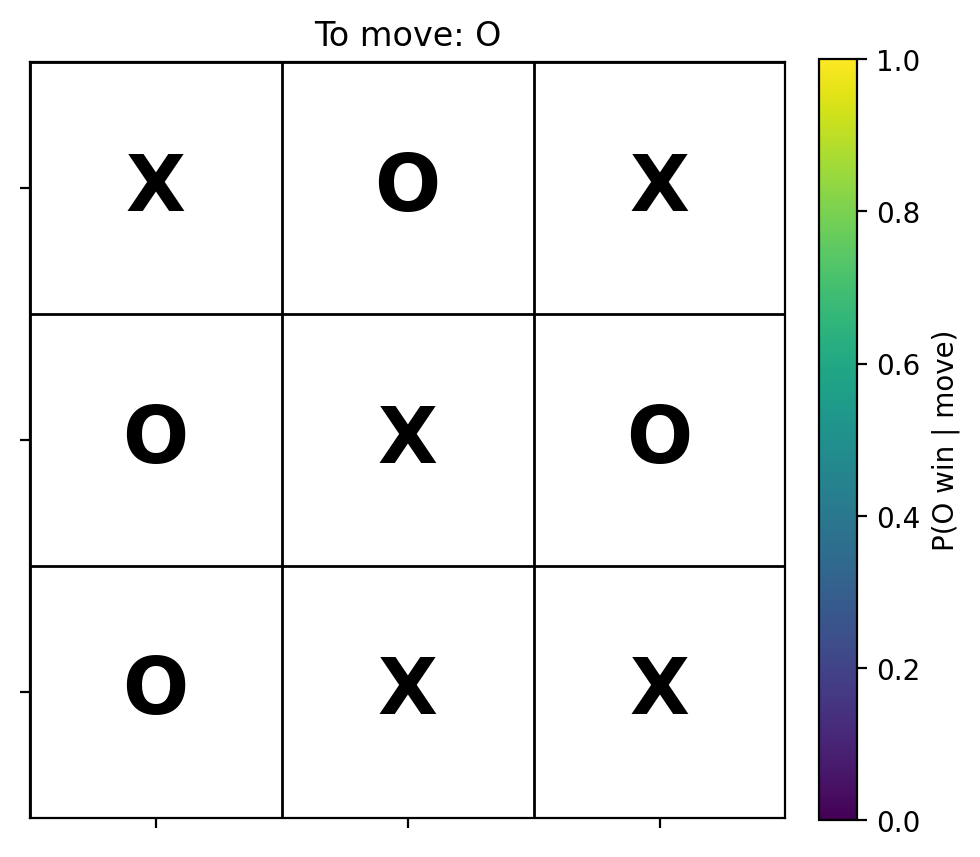 To move: O
X O X
O X O
O X X
1.0
0.8
0.6
0.4
0.2
0.0
P(O win | move)